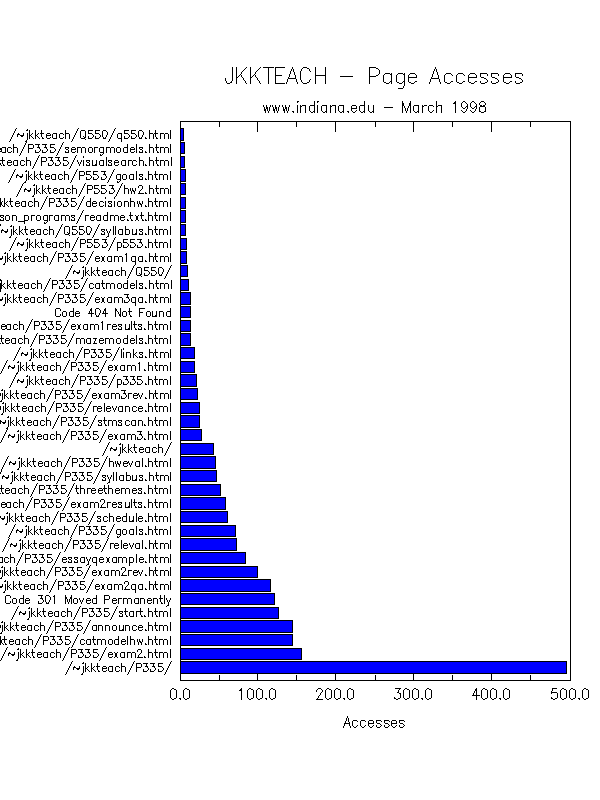 JKKTEACH – Page Accesses
www.indiana.edu – March 1998
/~jkkteach/Q550/q550.html
ach/P335/semorgmodels.html
teach/P335/visualsearch.html
/~jkkteach/P553/goals.html
/~jkkteach/P553/hw2.html
kkteach/P335/decisionhw.html
son_programs/readme.txt.html
/~jkkteach/Q550/syllabus.html
/~jkkteach/P553/p553.html
/~jkkteach/P335/exam1qa.html
/~jkkteach/Q550/
jkkteach/P335/catmodels.html
/~jkkteach/P335/exam3qa.html
Code 404 Not Found
teach/P335/exam1results.html
teach/P335/mazemodels.html
/~jkkteach/P335/links.html
/~jkkteach/P335/exam1.html
/~jkkteach/P335/p335.html
~jkkteach/P335/exam3rev.html
~jkkteach/P335/relevance.html
~jkkteach/P335/stmscan.html
/~jkkteach/P335/exam3.html
/~jkkteach/
/~jkkteach/P335/hweval.html
/~jkkteach/P335/syllabus.html
teach/P335/threethemes.html
each/P335/exam2results.html
~jkkteach/P335/schedule.html
/~jkkteach/P335/goals.html
/~jkkteach/P335/releval.html
ach/P335/essayqexample.html
~jkkteach/P335/exam2rev.html
~jkkteach/P335/exam2qa.html
Code 301 Moved Permanently
/~jkkteach/P335/start.html
~jkkteach/P335/announce.html
kteach/P335/catmodelhw.html
/~jkkteach/P335/exam2.html
/~jkkteach/P335/
0.0 100.0 200.0 300.0 400.0 500.0
Accesses